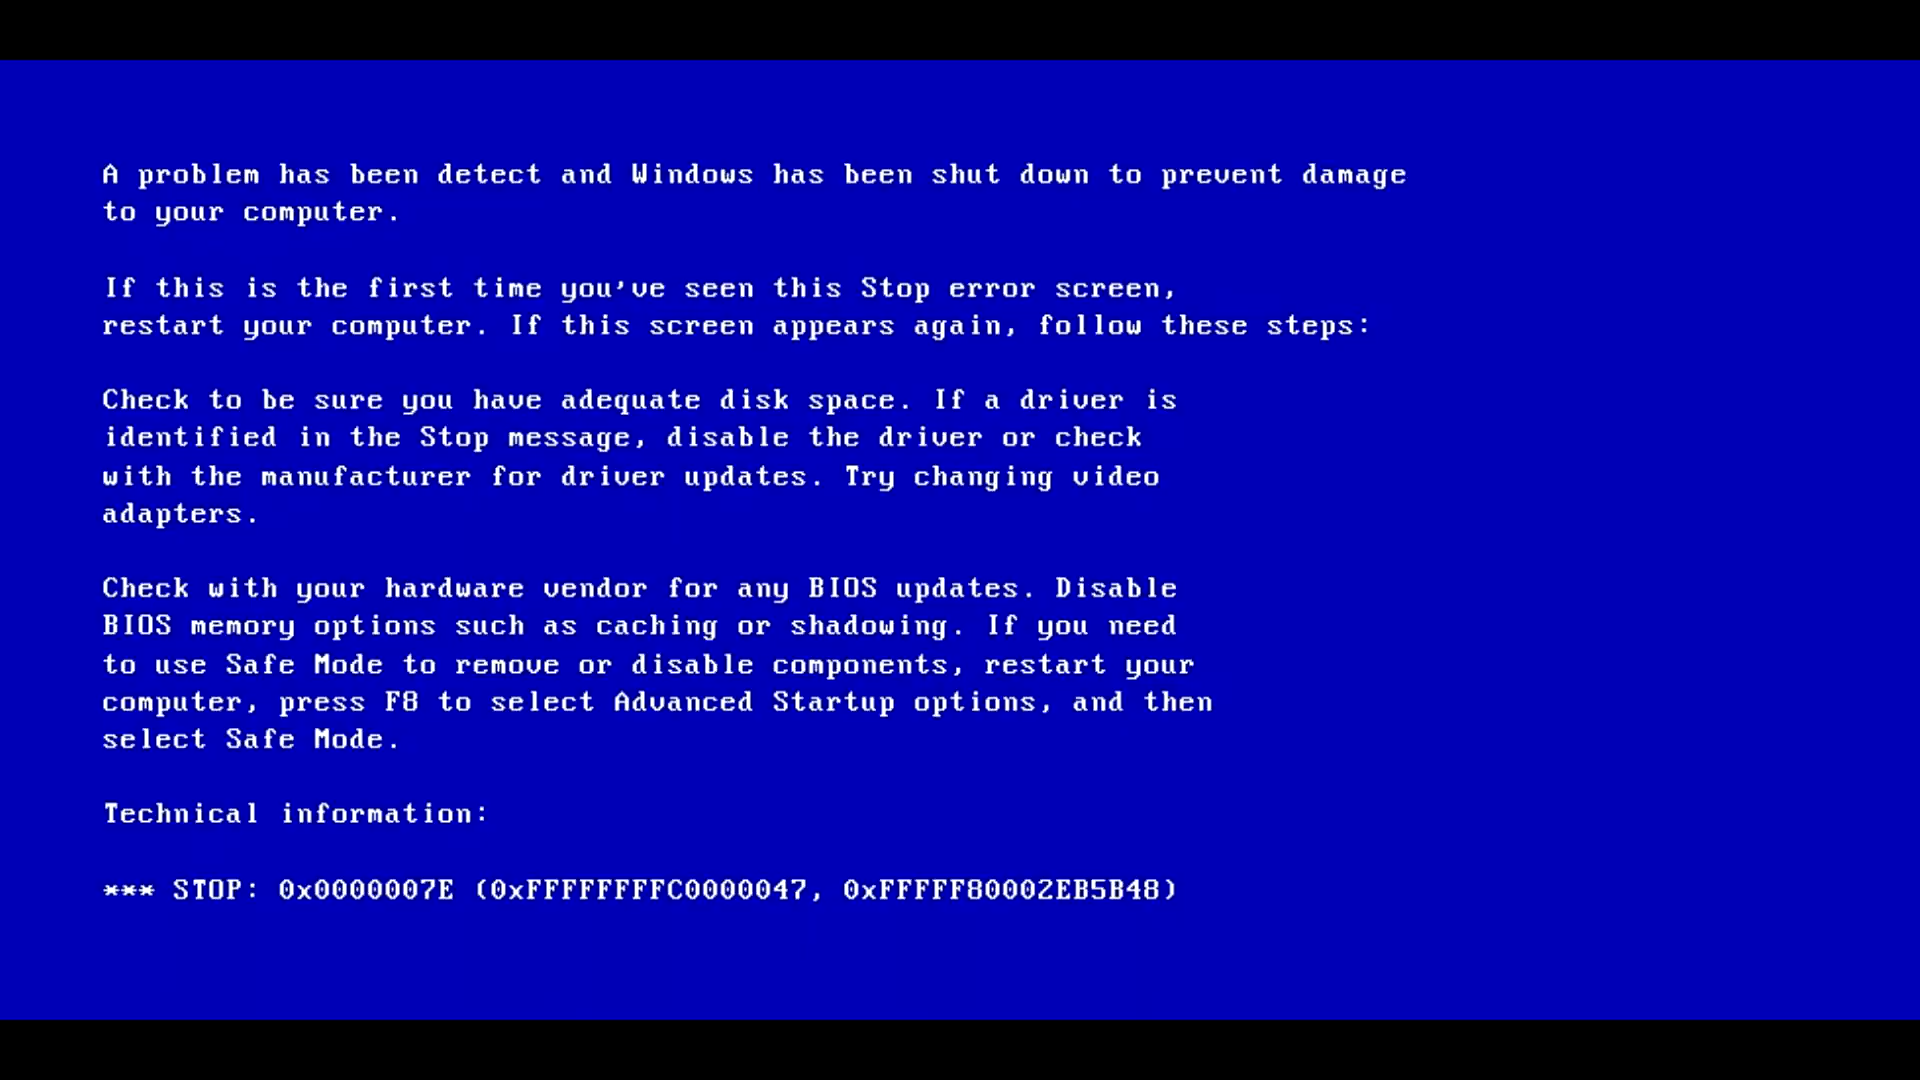 A problem has been detect and Windows has been shut down to prevent damage
to your computer.
If this is the first time you've seen this Stop error screen,
restart your computer. If this screen appears again, follow these steps:
Check to be sure you have adequate disk space. If a driver is
identified in the Stop message, disable the driver or check
with the manufacturer for driver updates. Try changing video
adapters.
Check with your hardware vendor for any BIOS updates. Disable
BIOS memory options such as caching or shadowing. If you need
to use Safe Mode to remove or disable components, restart your
computer, press F8 to select Advanced Startup options, and then
select Safe Mode.
Technical information:
*** STOP: 0x0000007E (0xFFFFFFFFC0000047, 0xFFFFF80002EB5B48)